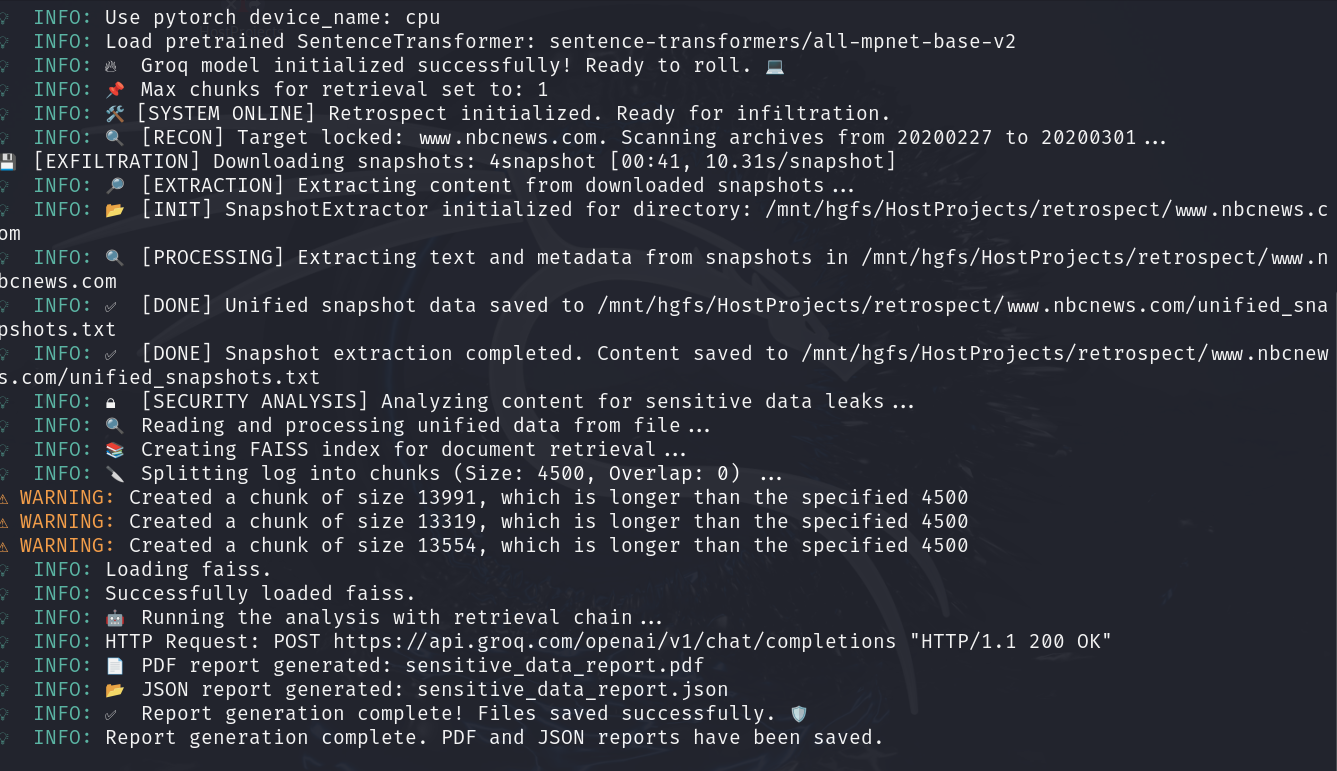 INFO: Use pytorch device_name: cpu
INFO: Load pretrained SentenceTransformer: sentence-transformers/all-mpnet-base-v2
INFO: 🔥 Groq model initialized successfully! Ready to roll. 💻
INFO: 📌 Max chunks for retrieval set to: 1
INFO: 🛠 [SYSTEM ONLINE] Retrospect initialized. Ready for infiltration.
INFO: 🔍 [RECON] Target locked: www.nbcnews.com. Scanning archives from 20200227 to 20200301...
💾 [EXFILTRATION] Downloading snapshots: 4snapshot [00:41, 10.31s/snapshot]
INFO: 🔎 [EXTRACTION] Extracting content from downloaded snapshots...
INFO: 📂 [INIT] SnapshotExtractor initialized for directory: /mnt/hgfs/HostProjects/retrospect/www.nbcnews.c
om
INFO: 🔍 [PROCESSING] Extracting text and metadata from snapshots in /mnt/hgfs/HostProjects/retrospect/www.n
bcnews.com
INFO: ✅ [DONE] Unified snapshot data saved to /mnt/hgfs/HostProjects/retrospect/www.nbcnews.com/unified_sna
pshots.txt
INFO: ✅ [DONE] Snapshot extraction completed. Content saved to /mnt/hgfs/HostProjects/retrospect/www.nbcnew
s.com/unified_snapshots.txt
INFO: 🔒 [SECURITY ANALYSIS] Analyzing content for sensitive data leaks...
INFO: 🔍 Reading and processing unified data from file...
INFO: 📚 Creating FAISS index for document retrieval...
INFO: 🔪 Splitting log into chunks (Size: 4500, Overlap: 0) ...
⚠ WARNING: Created a chunk of size 13991, which is longer than the specified 4500
⚠ WARNING: Created a chunk of size 13319, which is longer than the specified 4500
⚠ WARNING: Created a chunk of size 13554, which is longer than the specified 4500
INFO: Loading faiss.
INFO: Successfully loaded faiss.
INFO: 🤖 Running the analysis with retrieval chain...
INFO: HTTP Request: POST https://api.groq.com/openai/v1/chat/completions "HTTP/1.1 200 OK"
INFO: 📄 PDF report generated: sensitive_data_report.pdf
INFO: 📂 JSON report generated: sensitive_data_report.json
INFO: ✅ Report generation complete! Files saved successfully. 🛡
INFO: Report generation complete. PDF and JSON reports have been saved.